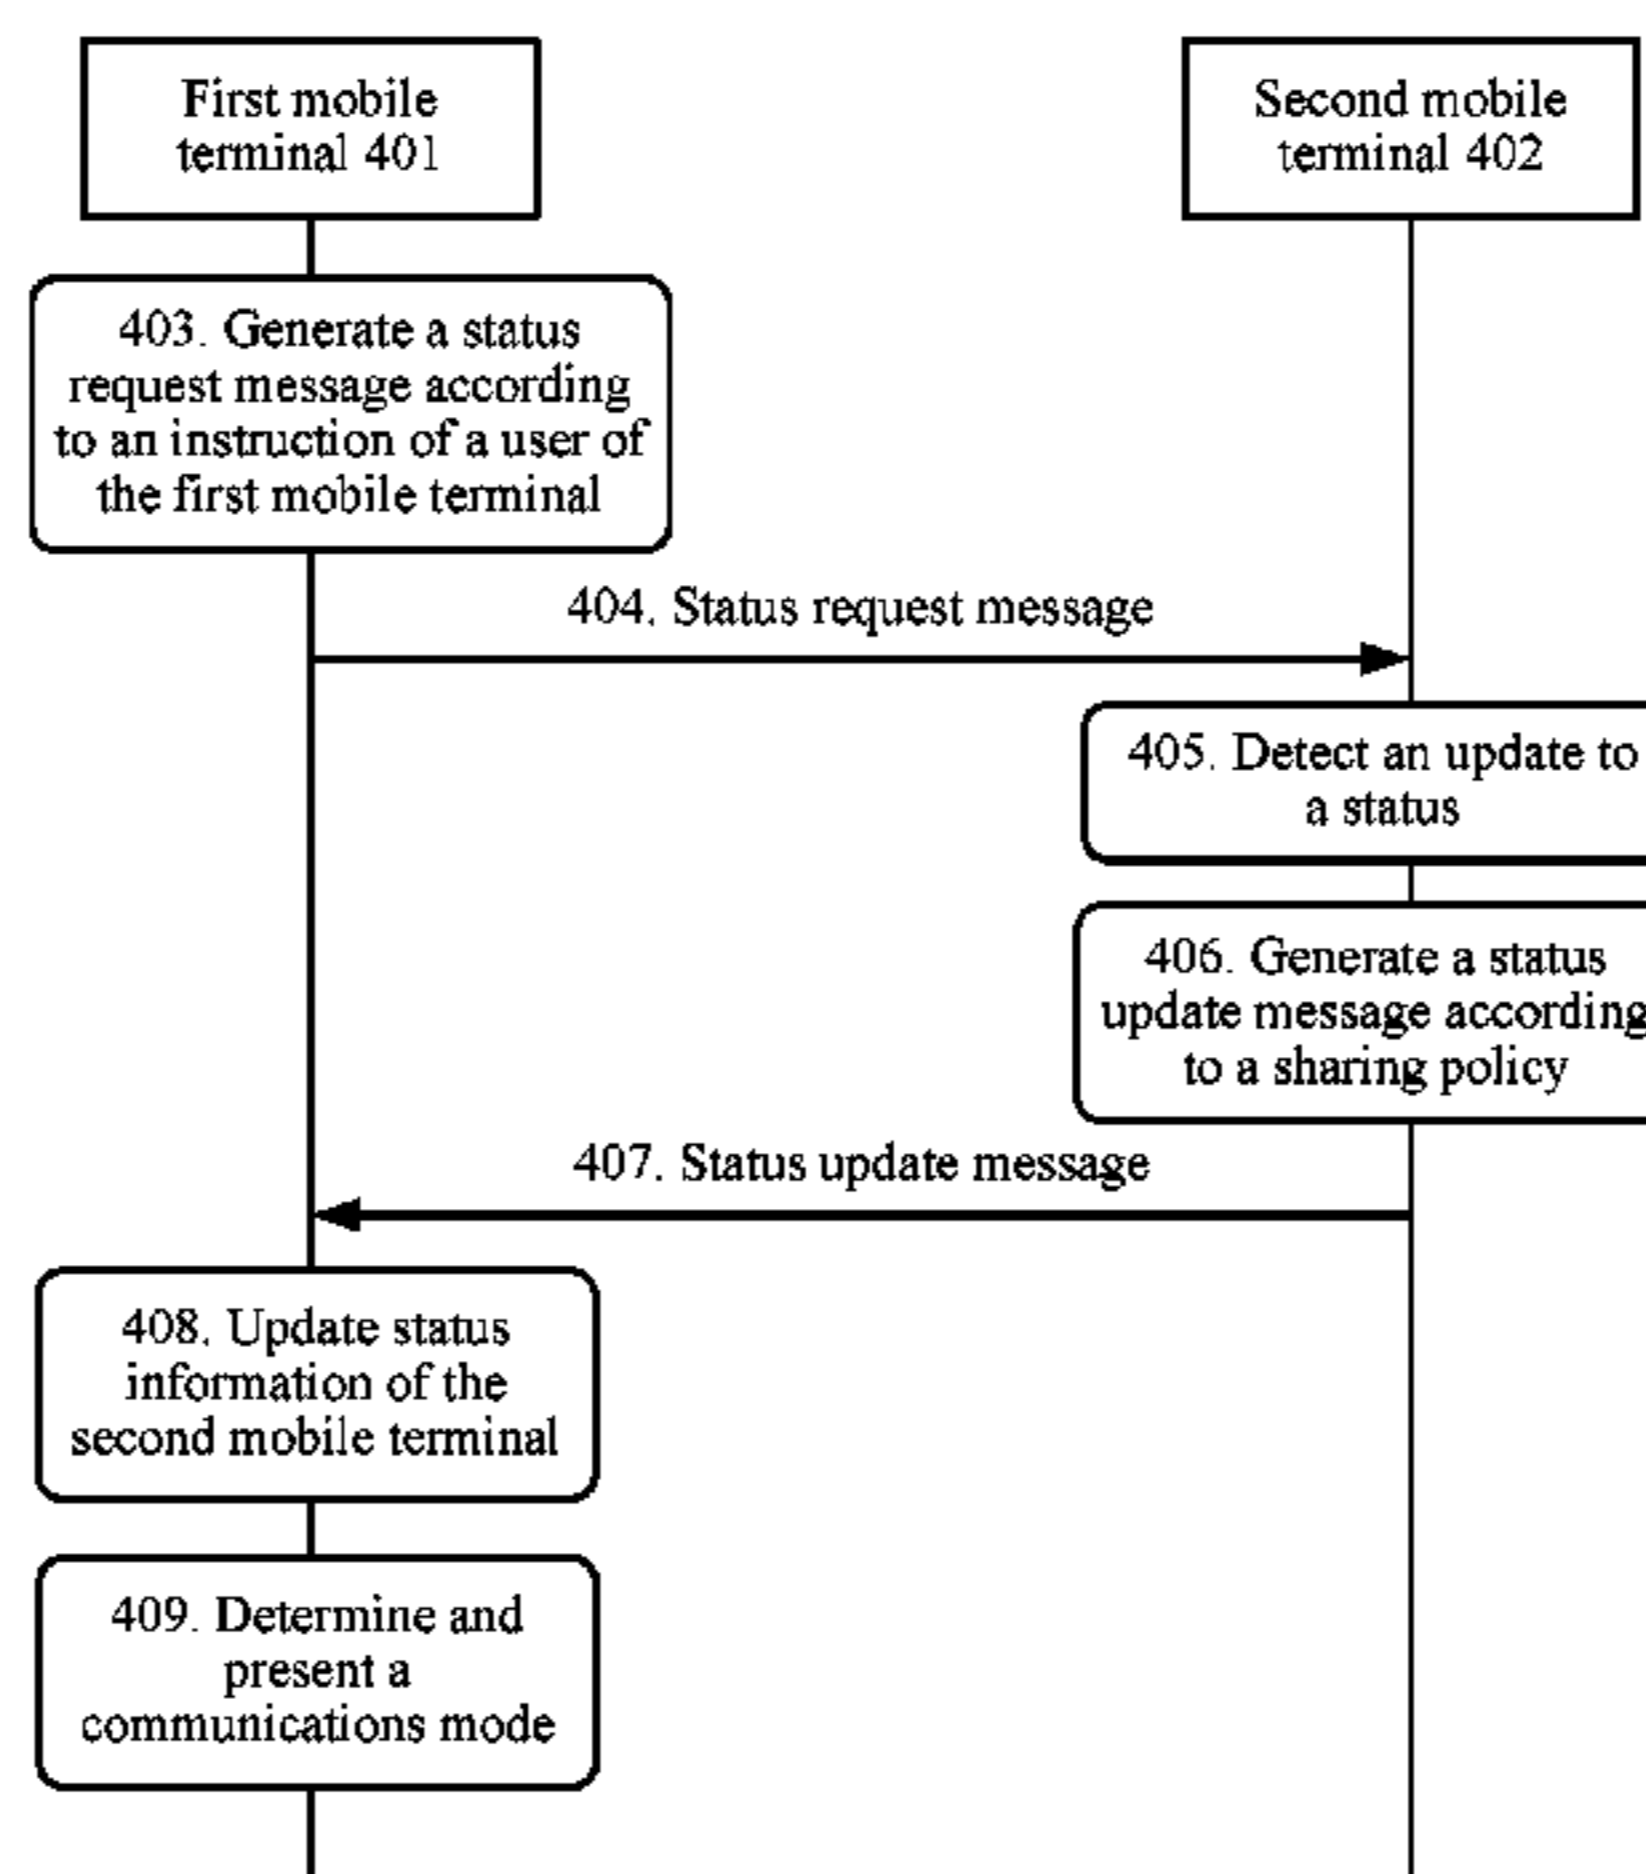 First mobile
terminal 401
Second mobile
terminal 402
403. Generate a status
request message according
to an instruction of a user of
the first mobile terminal
404. Status request message
405. Detect an update to
a status
406. Generate a status
update message according
to a sharing policy
407. Status update message
408. Update status
information of the
second mobile terminal
409. Determine and
present a
communications mode